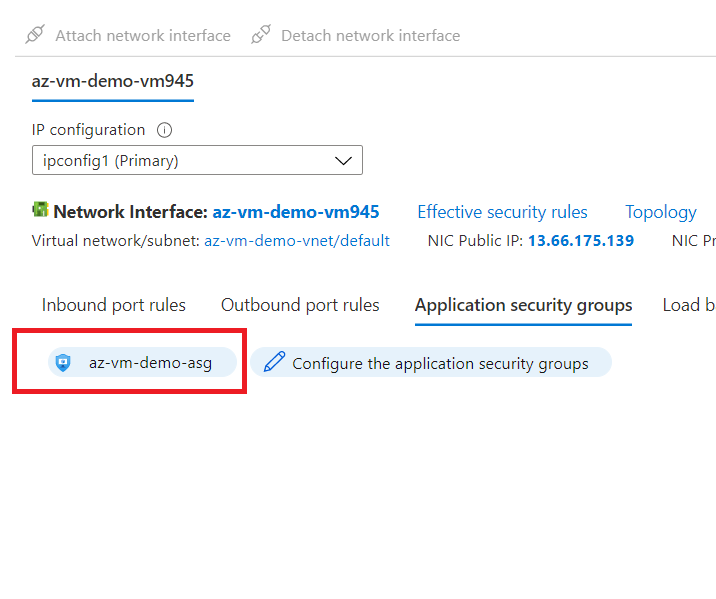 Attach network interface Detach network interface
az-vm-demo-vm945
IP configuration
ipconfig1 (Primary)
Network Interface: az-vm-demo-vm945 Effective security rules Topology
Virtual network/subnet: az-vm-demo-vnet/default NIC Public IP: 13.66.175.139 NIC Pr
Inbound port rules Outbound port rules Application security groups Load b
az-vm-demo-asg Configure the application security groups